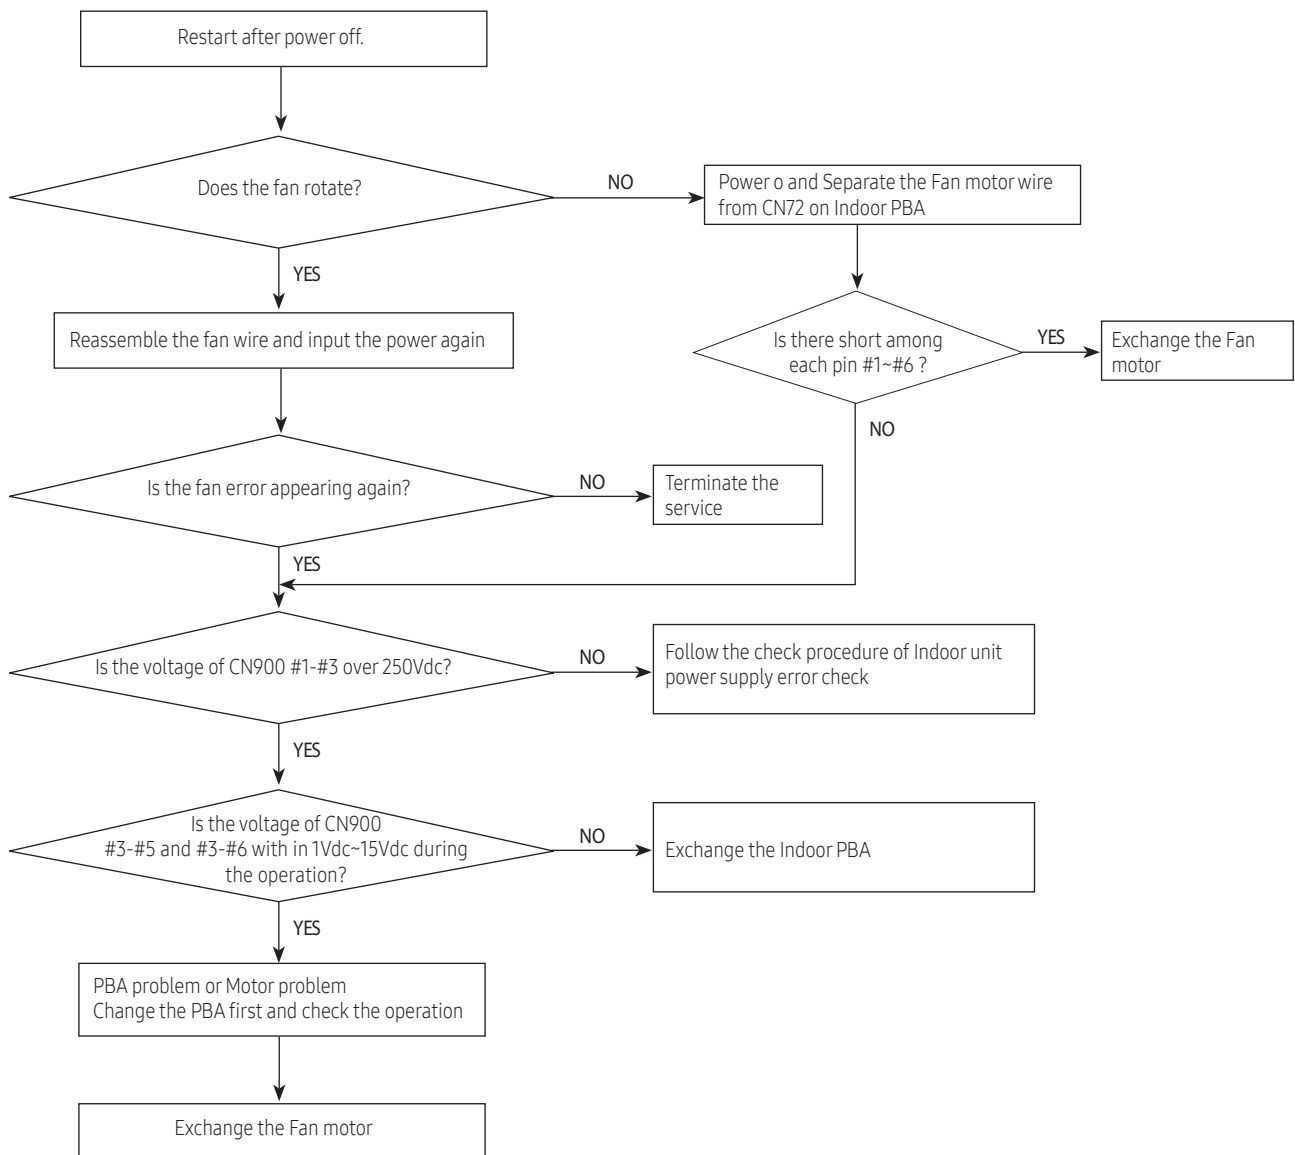 Restart after power off.
Does the fan rotate?
NO
Power o and Separate the Fan motor wire
from CN72 on Indoor PBA
YES
Reassemble the fan wire and input the power again
Is there short among
each pin #1~#6 ?
YES
Exchange the Fan
motor
NO
Is the fan error appearing again?
NO
Terminate the
service
YES
Is the voltage of CN900 #1-#3 over 250Vdc?
NO
Follow the check procedure of Indoor unit
power supply error check
YES
Is the voltage of CN900
#3-#5 and #3-#6 with in 1Vdc~15Vdc during
the operation?
NO
Exchange the Indoor PBA
YES
PBA problem or Motor problem
Change the PBA first and check the operation
Exchange the Fan motor